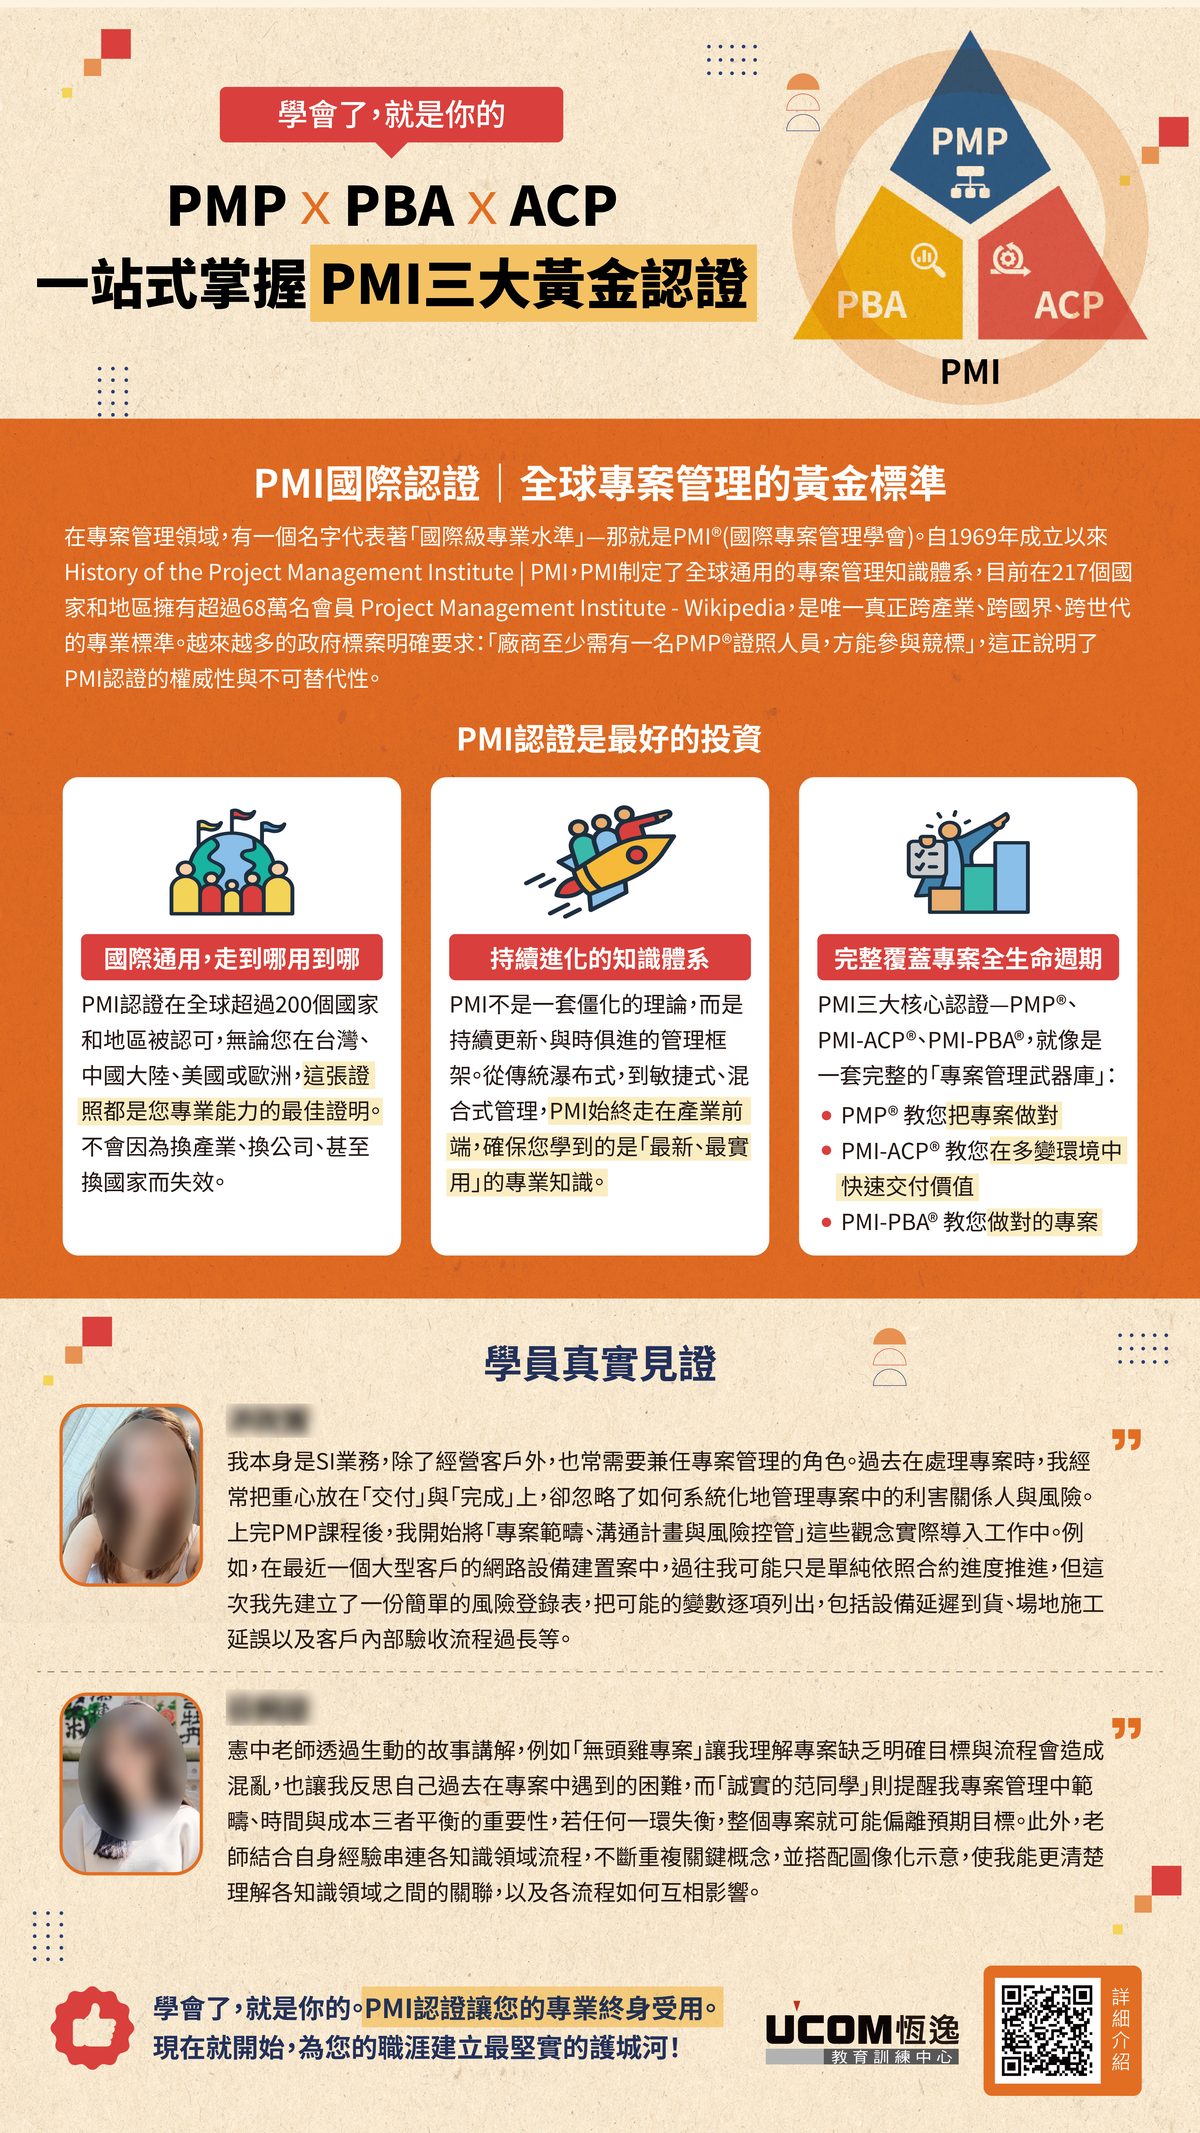 學會了,就是你的
PMP x PBA x ACP
一站式掌握 PMI三大黃金認證
PMP
PBA
ACP
PMI
PMI國際認證｜全球專案管理的黃金標準
在專案管理領域,有一個名字代表著「國際級專業水準」—那就是PMI®(國際專案管理學會)。自1969年成立以來
History of the Project Management Institute | PMI,PMI制定了全球通用的專案管理知識體系,目前在217個國
家和地區擁有超過68萬名會員 Project Management Institute - Wikipedia,是唯一真正跨產業、跨國界、跨世代
的專業標準。越來越多的政府標案明確要求:「廠商至少需有一名PMP®證照人員,方能參與競標」,這正說明了
PMI認證的權威性與不可替代性。
PMI認證是最好的投資
國際通用,走到哪用到哪
PMI認證在全球超過200個國家
和地區被認可,無論您在台灣、
中國大陸、美國或歐洲,這張證
照都是您專業能力的最佳證明。
不會因為換產業、換公司、甚至
換國家而失效。
持續進化的知識體系
PMI不是一套僵化的理論,而是
持續更新、與時俱進的管理框
架。從傳統瀑布式,到敏捷式、混
合式管理,PMI始終走在產業前
端,確保您學到的是「最新、最實
用」的專業知識。
完整覆蓋專案全生命週期
PMI三大核心認證—PMP®、
PMI-ACP®、PMI-PBA®,就像是
一套完整的「專案管理武器庫」:
• PMP® 教您把專案做對
• PMI-ACP® 教您在多變環境中
快速交付價值
• PMI-PBA® 教您做對的專案
學員真實見證
我本身是SI業務,除了經營客戶外,也常需要兼任專案管理的角色。過去在處理專案時,我經
常把重心放在「交付」與「完成」上,卻忽略了如何系統化地管理專案中的利害關係人與風險。
上完PMP課程後,我開始將「專案範疇、溝通計畫與風險控管」這些觀念實際導入工作中。例
如,在最近一個大型客戶的網路設備建置案中,過往我可能只是單純依照合約進度推進,但這
次我先建立了一份簡單的風險登錄表,把可能的變數逐項列出,包括設備延遲到貨、場地施工
延誤以及客戶內部驗收流程過長等。
憲中老師透過生動的故事講解,例如「無頭雞專案」讓我理解專案缺乏明確目標與流程會造成
混亂,也讓我反思自己過去在專案中遇到的困難,而「誠實的范同學」則提醒我專案管理中範
疇、時間與成本三者平衡的重要性,若任何一環失衡,整個專案就可能偏離預期目標。此外,老
師結合自身經驗串連各知識領域流程,不斷重複關鍵概念,並搭配圖像化示意,使我能更清楚
理解各知識領域之間的關聯,以及各流程如何互相影響。
學會了,就是你的。PMI認證讓您的專業終身受用。
現在就開始,為您的職涯建立最堅實的護城河!
UCOM恆逸
教育訓練中心
詳細介紹